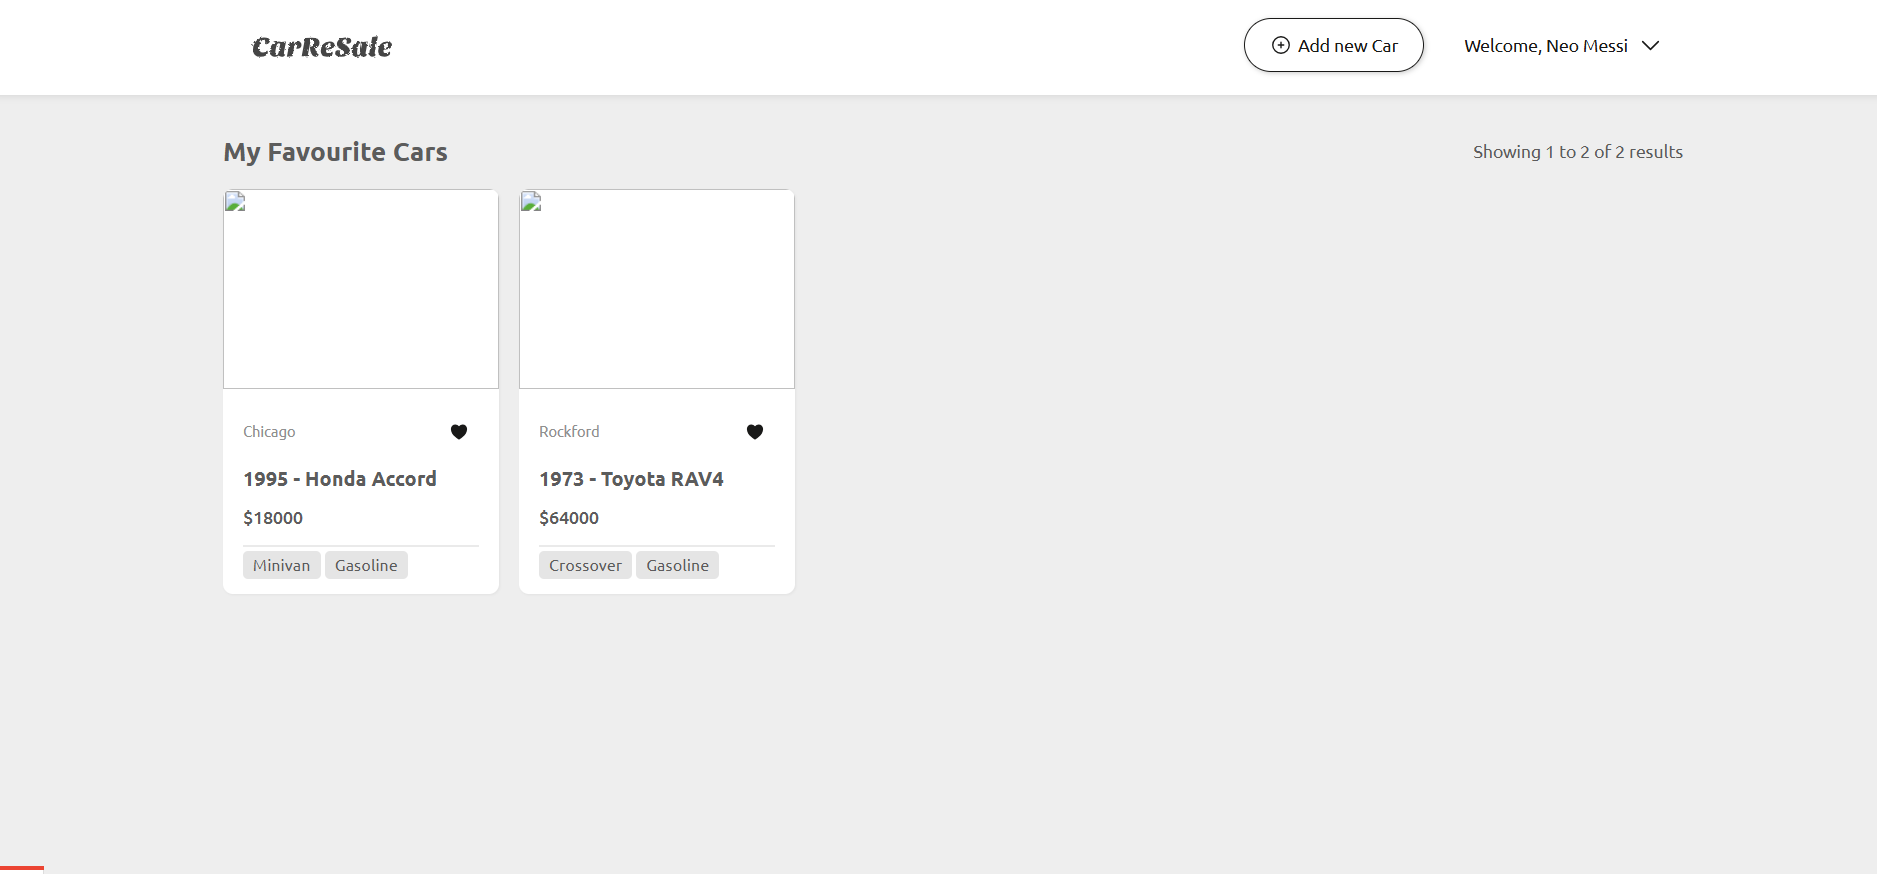 CarReSale
Add new Car
Welcome, Neo Messi
My Favourite Cars
Showing 1 to 2 of 2 results
Chicago
1995 - Honda Accord
$18000
Minivan Gasoline
Rockford
1973 - Toyota RAV4
$64000
Crossover Gasoline